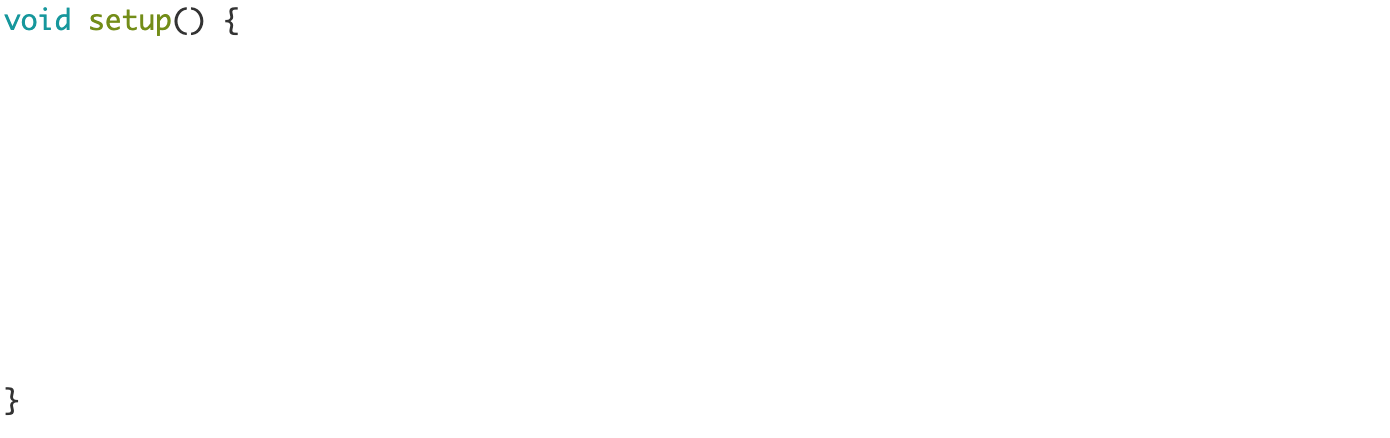 void setup() {
}